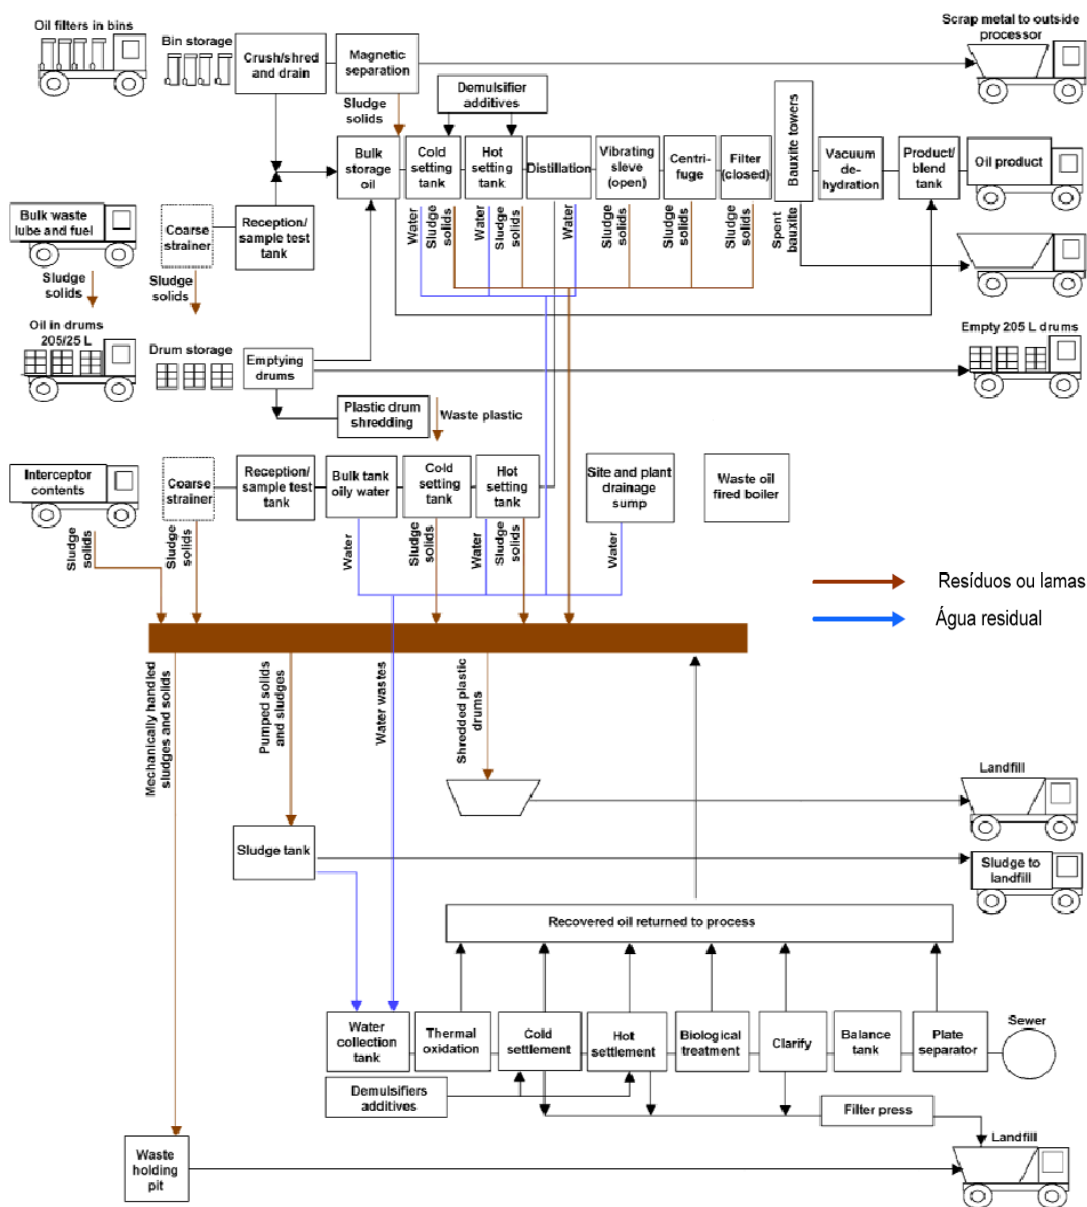 Oil filters in bins
Bin storage
Crush/shred
and drain
Magnetic
separation
Scrap metal to outside
processor
Sludge
solids
Demulsifier
additives
Bulk
storage
oil
Cold
setting
tank
Hot
setting
tank
Distillation
Vibrating
sleve
(open)
Centri-
fuge
Filter
(closed)
Bauxite towers
Vacuum
de-
hydration
Product/
blend
tank
Oil product
Bulk waste
lube and fuel
Coarse
strainer
Reception/
sample test
tank
Water
Sludge
solids
Water
Sludge
solids
Water
Sludge
solids
Sludge
solids
Sludge
solids
Spent
bauxite
Sludge
solids
Sludge
solids
Oil in drums
205/25 L
Drum storage
Emptying
drums
Empty 205 L drums
Plastic drum
shredding
Waste plastic
Interceptor
contents
Coarse
strainer
Reception/
sample test
tank
Bulk tank
oily water
Cold
setting
tank
Hot
setting
tank
Site and plant
drainage
sump
Waste oil
fired boiler
Sludge
solids
Sludge
solids
Water
Sludge
solids
Water
Sludge
solids
Water
Resíduos ou lamas
Água residual
Mechanically handled
sludges and solids
Pumped solids
and sludges
Water wastes
Shredded plastic
drums
Landfill
Sludge tank
Sludge to
landfill
Recovered oil returned to process
Water
collection
tank
Thermal
oxidation
Cold
settlement
Hot
settlement
Biological
treatment
Clarify
Balance
tank
Plate
separator
Sewer
Demulsifiers
additives
Filter press
Waste
holding
pit
Landfill